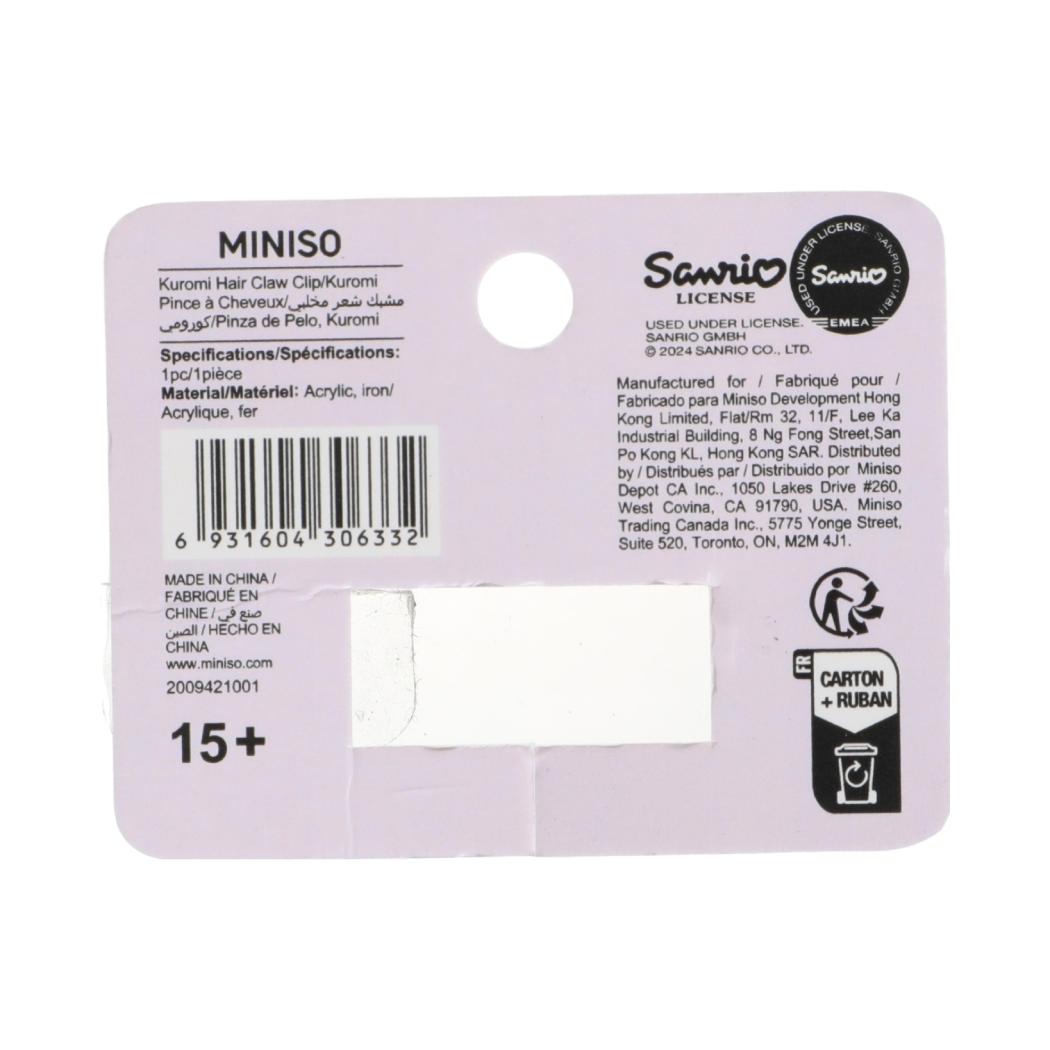 MINISO
Kuromi Hair Claw Clip/Kuromi
Pince à Cheveux/مشبك شعر مخلبي
كورومي/Pinza de Pelo, Kuromi
Specifications/Spécifications:
1pc/1pièce
Material/Matériel: Acrylic, iron/
Acrylique, fer
6 931604 306332
MADE IN CHINA /
FABRIQUÉ EN
CHINE / صنع في
الصين / HECHO EN
CHINA
www.miniso.com
2009421001
15+
Sanrio
LICENSE
USED UNDER LICENSE. SANRIO GMBH
Sanrio
EMEA
USED UNDER LICENSE.
SANRIO GMBH
© 2024 SANRIO CO., LTD.
Manufactured for / Fabriqué pour /
Fabricado para Miniso Development Hong
Kong Limited, Flat/Rm 32, 11/F, Lee Ka
Industrial Building, 8 Ng Fong Street,San
Po Kong KL, Hong Kong SAR. Distributed
by / Distribués par / Distribuido por Miniso
Depot CA Inc., 1050 Lakes Drive #260,
West Covina, CA 91790, USA. Miniso
Trading Canada Inc., 5775 Yonge Street,
Suite 520, Toronto, ON, M2M 4J1.
FR
CARTON
+ RUBAN